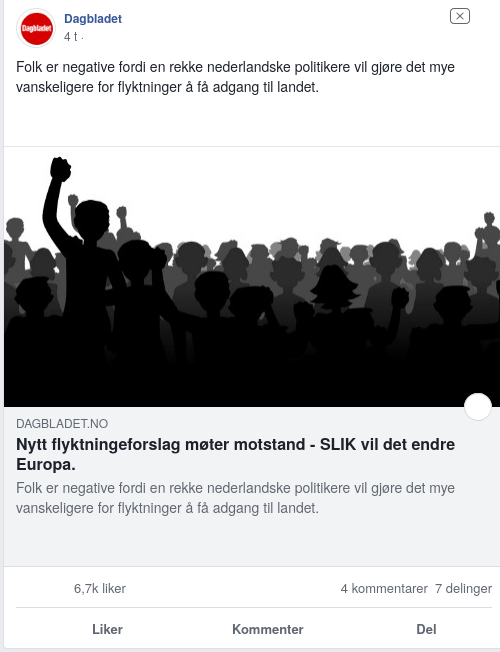 Dagbladet
Dagbladet
4 t ·
Folk er negative fordi en rekke nederlandske politikere vil gjøre det mye
vanskeligere for flyktninger å få adgang til landet.
DAGBLADET.NO
Nytt flyktningeforslag møter motstand - SLIK vil det endre
Europa.
Folk er negative fordi en rekke nederlandske politikere vil gjøre det mye
vanskeligere for flyktninger å få adgang til landet.
6,7k liker 4 kommentarer 7 delinger
Liker Kommenter Del